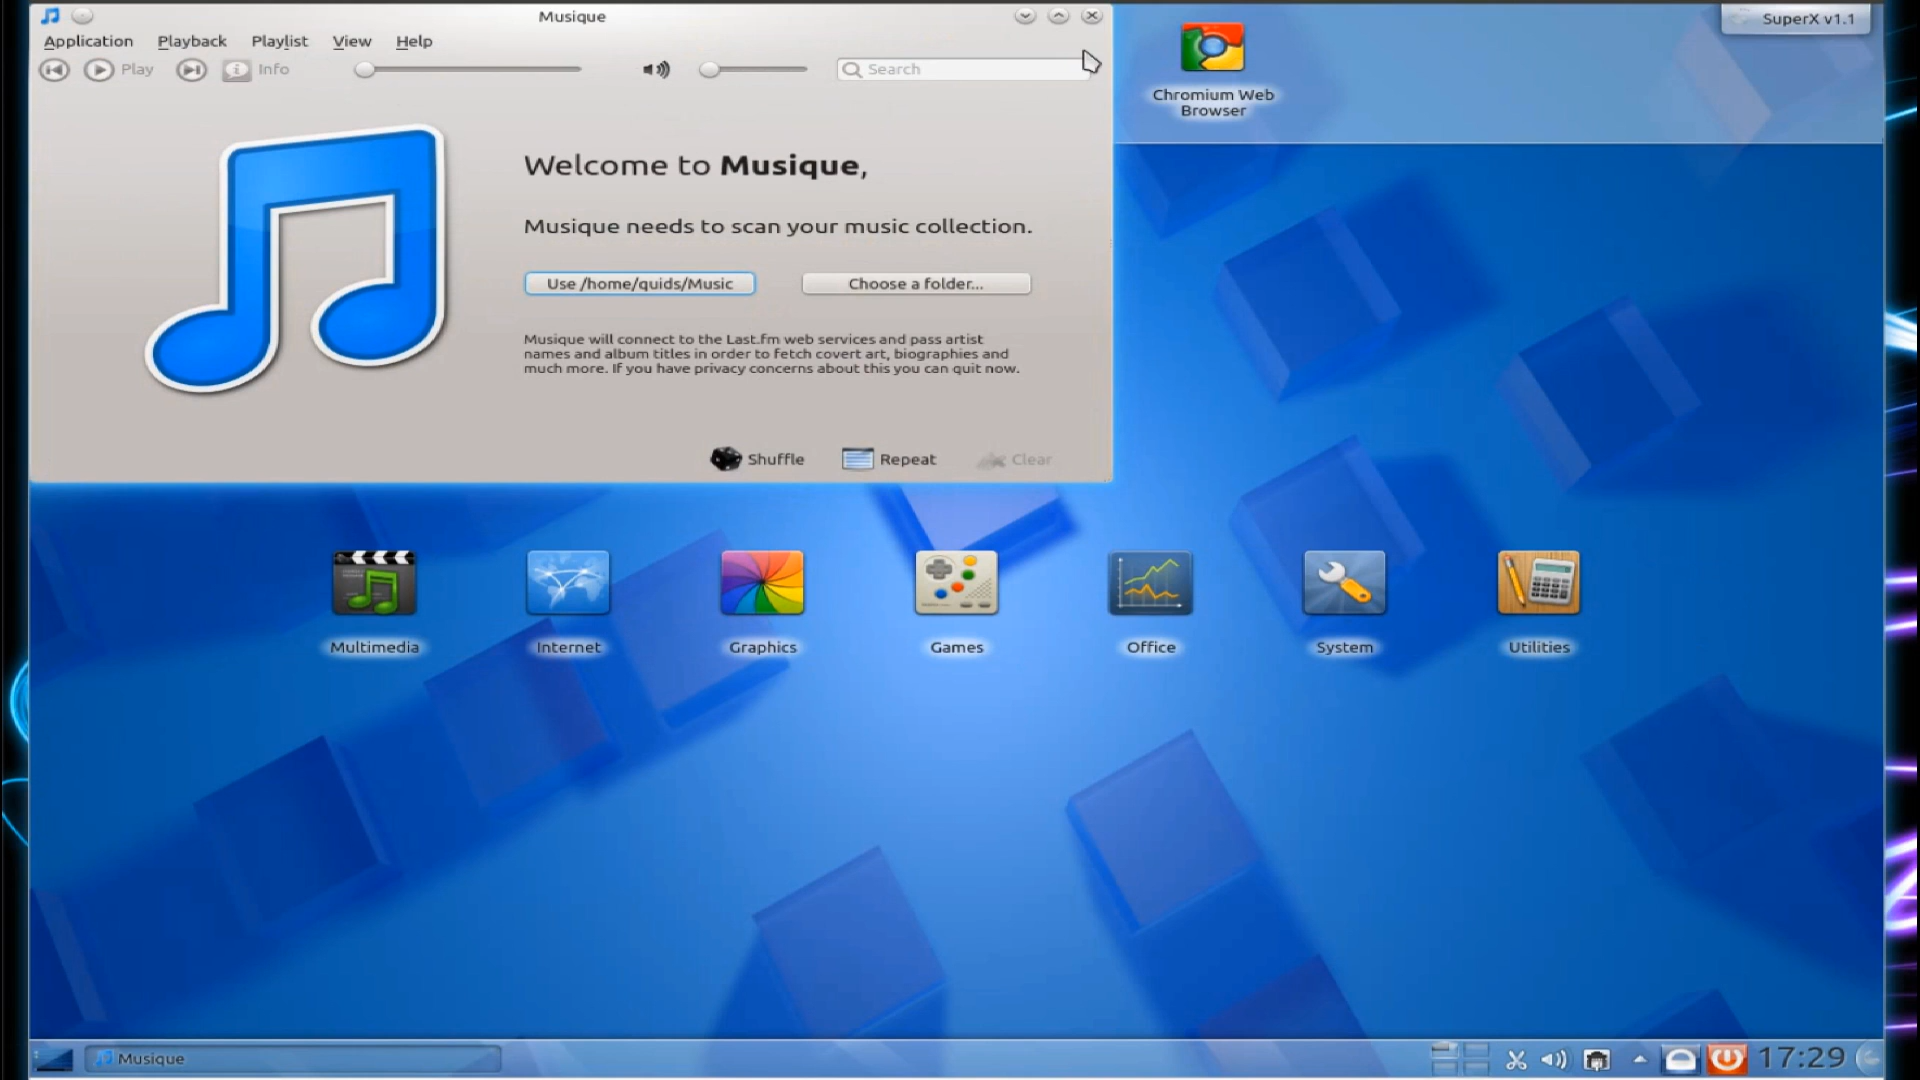 Musique
SuperX v1.1
Application Playback Playlist View Help
Play Info Search
Chromium Web
Browser
Welcome to Musique,
Musique needs to scan your music collection.
Use /home/quids/Music Choose a folder...
Musique will connect to the Last.fm web services and pass artist
names and album titles in order to fetch covert art, biographies and
much more. If you have privacy concerns about this you can quit now.
Shuffle Repeat Clear
Multimedia Internet Graphics Games Office System Utilities
Musique 17:29